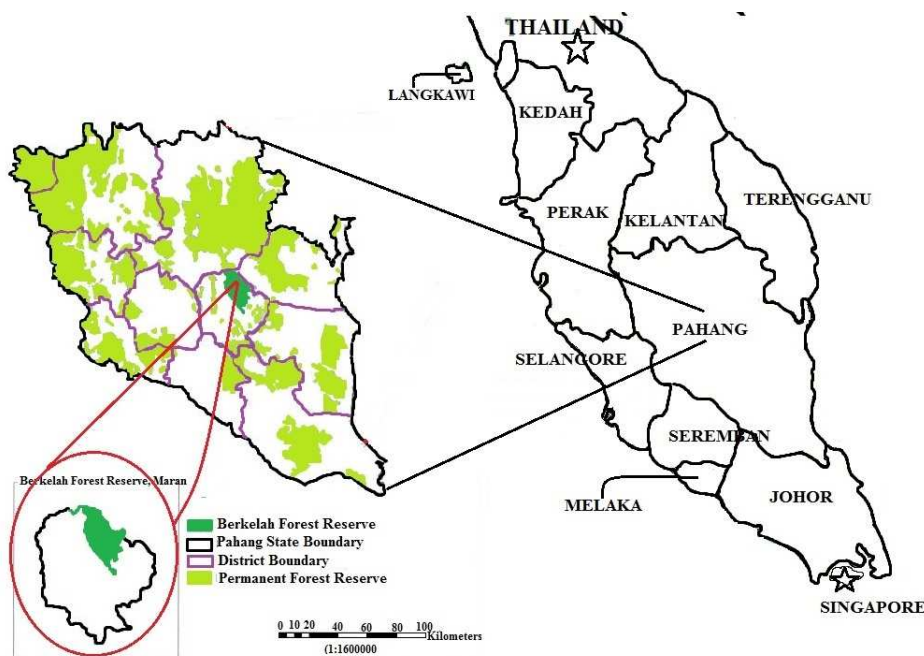 THAILAND
LANGKAWI
KEDAH
PERAK
KELANTAN
TERENGGANU
PAHANG
SELANGORE
SEREMBAN
MELAKA
JOHOR
SINGAPORE
Berkelah Forest Reserve, Maran
Berkelah Forest Reserve
Pahang State Boundary
District Boundary
Permanent Forest Reserve
0 10 20 40 60 80 100
Kilometers
(1:1600000